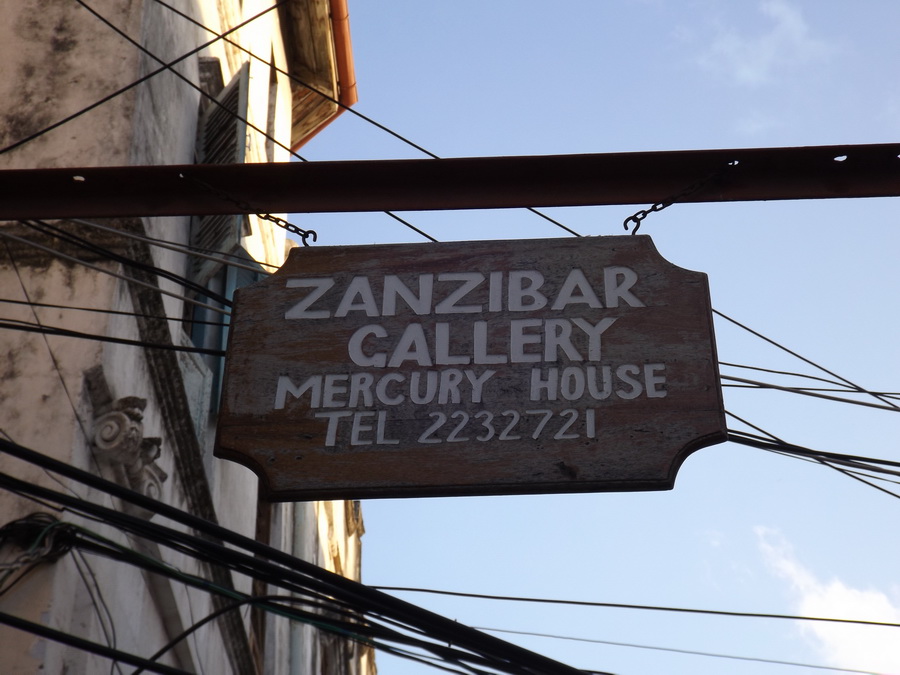 ZANZIBAR
GALLERY
MERCURY HOUSE
TEL 2232721